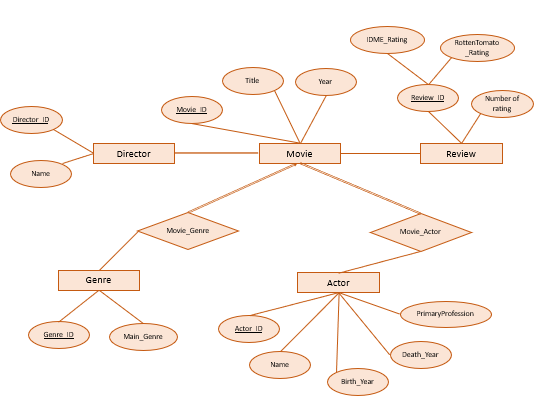 IDME_Rating
RottenTomato
_Rating
Title
Year
Review_ID
Number of
rating
Movie_ID
Director_ID
Director
Movie
Review
Name
Movie_Genre
Movie_Actor
Genre
Actor
PrimaryProfession
Genre_ID
Main_Genre
Actor_ID
Death_Year
Name
Birth_Year